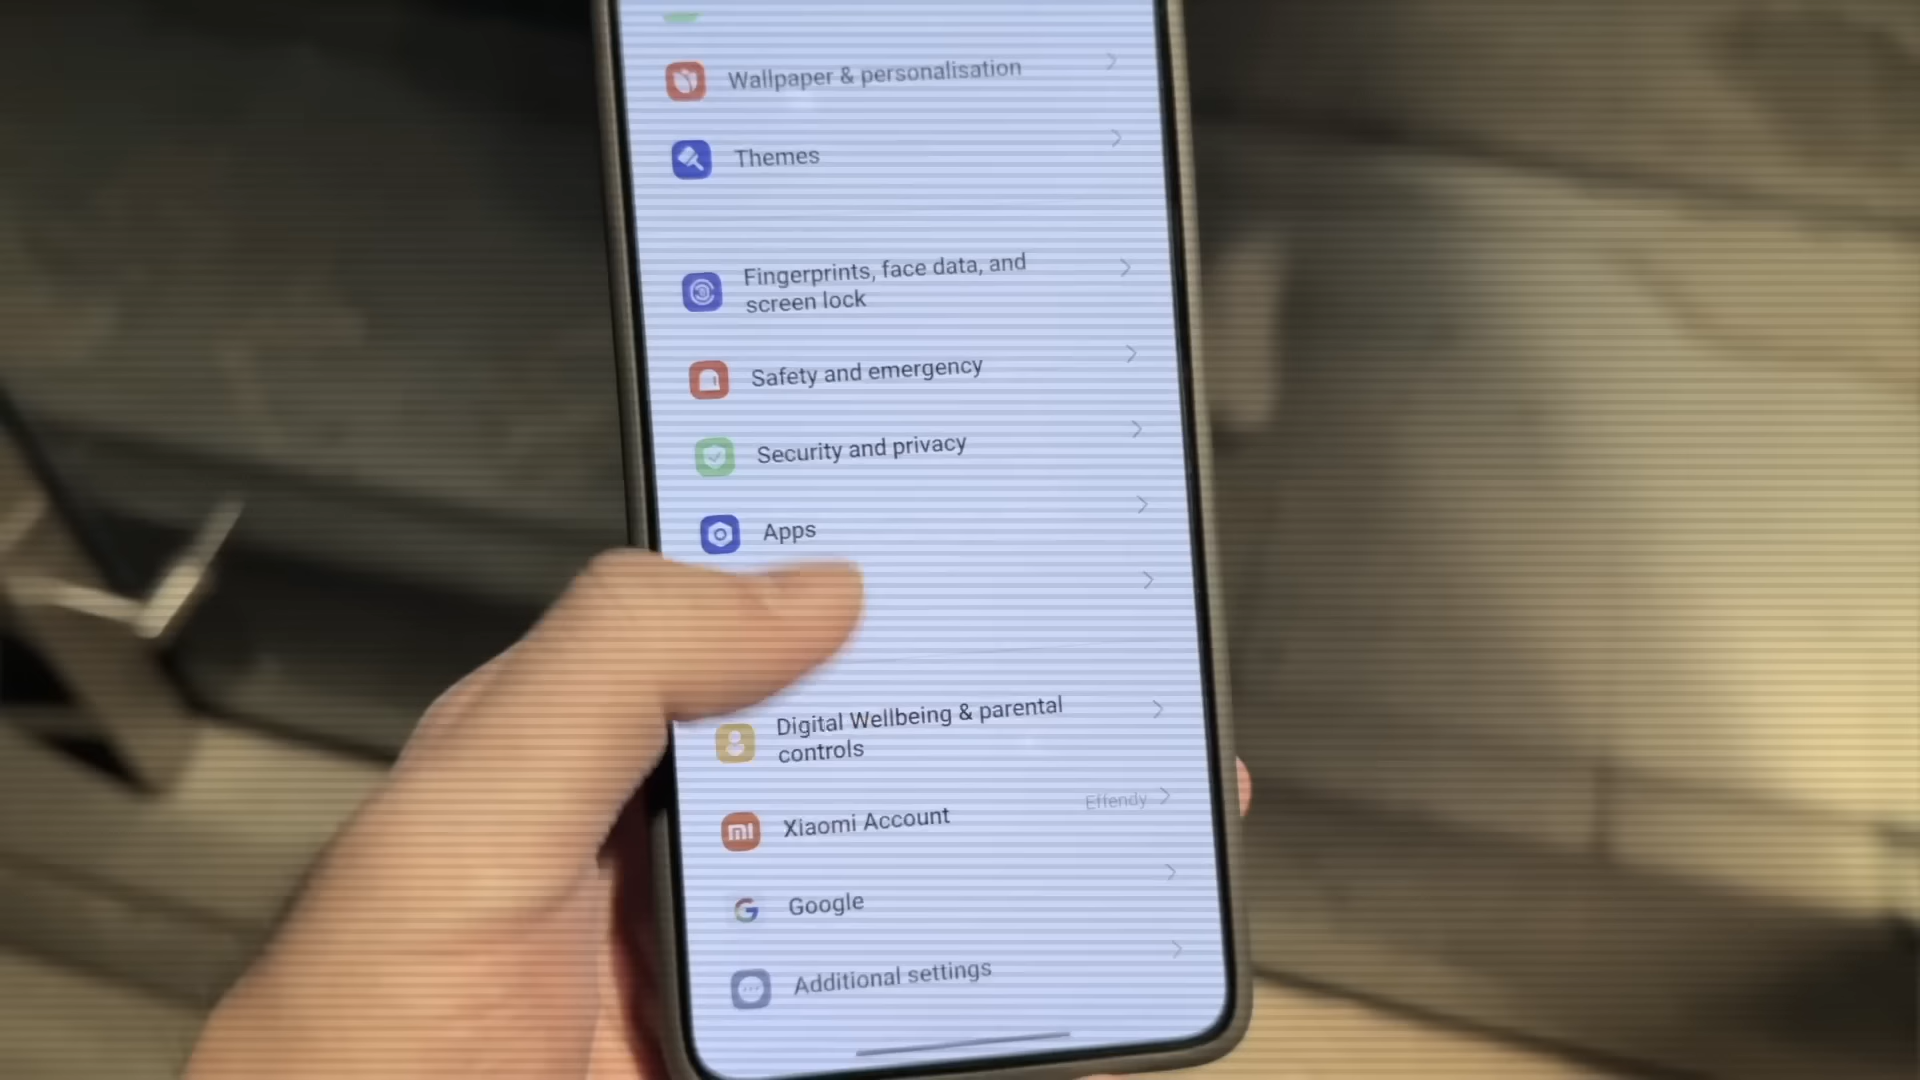 Wallpaper & personalisation
Themes
Fingerprints, face data, and
screen lock
Safety and emergency
Security and privacy
Apps
Digital Wellbeing & parental
controls
Xiaomi Account
Effendy
Google
Additional settings